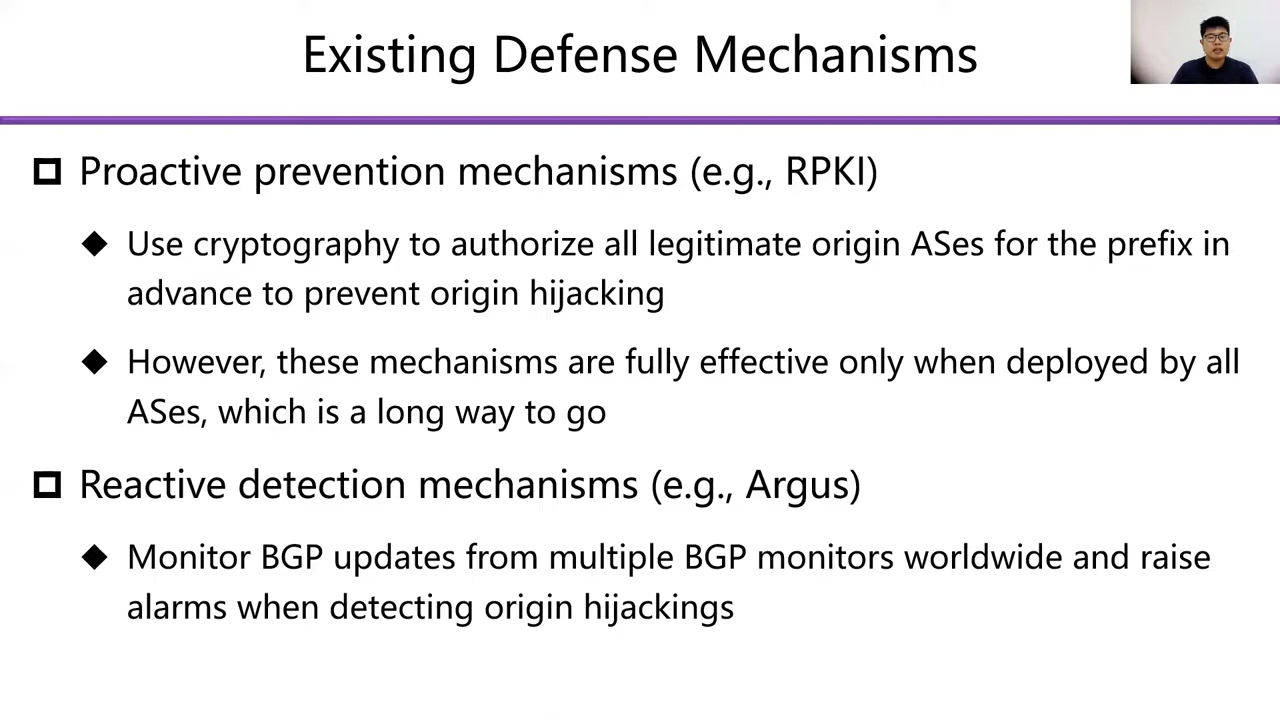 Existing Defense Mechanisms
Proactive prevention mechanisms (e.g., RPKI)
Use cryptography to authorize all legitimate origin ASes for the prefix in
advance to prevent origin hijacking
However, these mechanisms are fully effective only when deployed by all
ASes, which is a long way to go
Reactive detection mechanisms (e.g., Argus)
Monitor BGP updates from multiple BGP monitors worldwide and raise
alarms when detecting origin hijackings